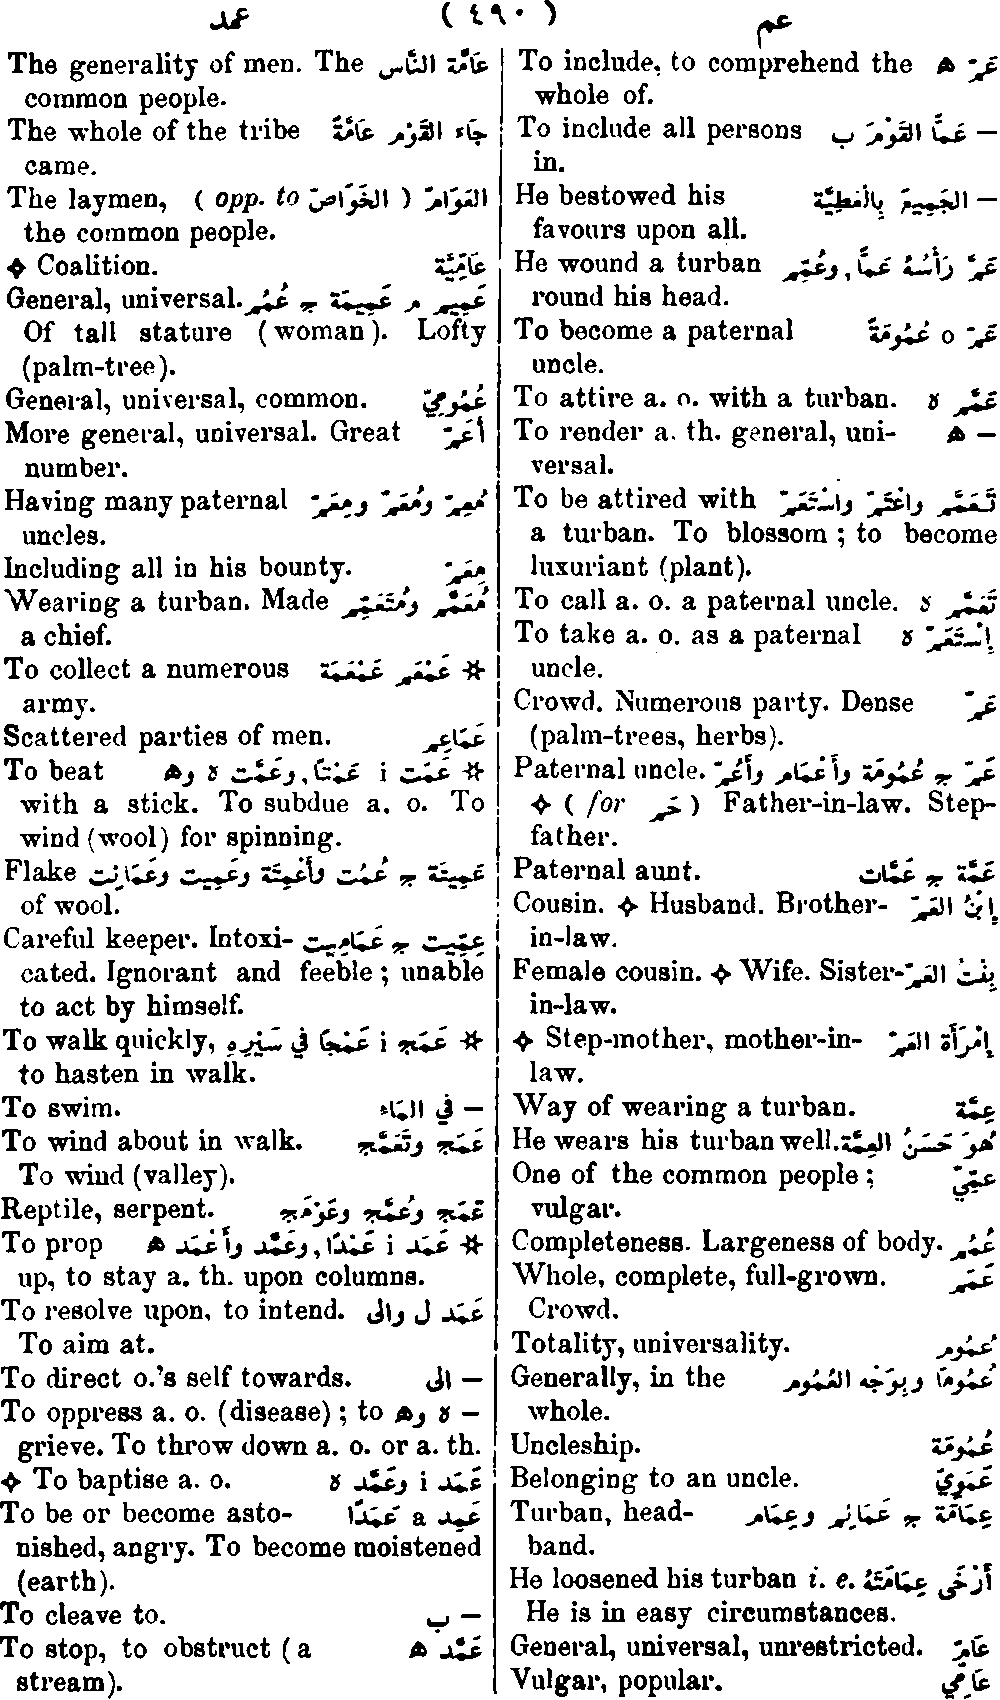 عمد ( ٤٩٠ ) عم
To include, to comprehend the عَمَّ ه
whole of.
To include all persons — عَمًّا القَوْمَ ب
in.
He bestowed his — الجَمِيعَ بِالْعَطِيَّة
favours upon all.
He wound a turban عَمَّ رَأْسُهُ عَمًّا, وعُمِّم
round his head.
To become a paternal عَمَّ o عُمُومَةً
uncle.
To attire a. o. with a turban. عَمَّم ه
To render a. th. general, uni- — ه
versal.
To be attired with تَعَمَّم واعْتَمَّ واسْتَعَمَّ
a turban. To blossom ; to become
luxuriant (plant).
To call a. o. a paternal uncle. تَعَمَّم ه
To take a. o. as a paternal إِسْتَعَمَّ ه
uncle.
Crowd. Numerous party. Dense عَمّ
(palm-trees, herbs).
Paternal uncle. عَمّ ج عُمُومَة وأَعْمَام وأَعُمّ
❖ ( for حَم ) Father-in-law. Step-
father.
Paternal aunt. عَمَّة ج عَمَّات
Cousin. ❖ Husband. Brother- إِبْنُ العَمّ
in-law.
Female cousin. ❖ Wife. Sister- بِنْتُ العَمّ
in-law.
❖ Step-mother, mother-in- إِمْرَأَة العَمّ
law.
Way of wearing a turban. عِمَّة
He wears his turban well. هُوَ حَسَنُ العِمَّة
One of the common people ; عِمِّيّ
vulgar.
Completeness. Largeness of body. عُمُم
Whole, complete, full-grown. عَمَم
Crowd.
Totality, universality. عُمُوم
Generally, in the عُمُومًا وبِوَجْه العُمُوم
whole.
Uncleship. عُمُومَة
Belonging to an uncle. عَمَوِيّ
Turban, head- عِمَامَة ج عَمَائِم وعِمَام
band.
He loosened his turban i. e. أَرْخَى عِمَامَتَهُ
He is in easy circumstances.
General, universal, unrestricted. عَامّ
Vulgar, popular. عَامِّيّ
The generality of men. The عَامَّة النَّاس
common people.
The whole of the tribe جَاء القَوْم عَامَّةً
came.
The laymen, ( opp. to العَوَامّ ( الخَوَاصّ
the common people.
❖ Coalition. عَامِّيَّة
General, universal. عَمِيم م عَمِيمَة ج عُمُم
Of tall stature (woman). Lofty
(palm-tree).
General, universal, common. عُمُومِيّ
More general, universal. Great أَعَمّ
number.
Having many paternal مُعِمّ ومُعَمّ ومِعَمّ
uncles.
Including all in his bounty. مِعَمّ
Wearing a turban. Made مُعَمَّم ومُتَعَمِّم
a chief.
To collect a numerous ✲ عَمْعَم عَمْعَمَة
army.
Scattered parties of men. عَمَاعِم
To beat ✲ عَمَت i عَمْتًا, وعَمَّت ه وه
with a stick. To subdue a. o. To
wind (wool) for spinning.
Flake عَمِيتَة ج عُمُت وأَعْمِتَة وعَمِيت وعَمَائِت
of wool.
Careful keeper. Intoxi- عِمِّيت ج عَمَامِيت
cated. Ignorant and feeble ; unable
to act by himself.
To walk quickly, ✲ عَمَج i عَمْجًا في سَيْرِهِ
to hasten in walk.
To swim. — في المَاء
To wind about in walk. عَمَج وتَعَمَّج
To wind (valley).
Reptile, serpent. عَمَج وعُمَّج وعَوْمَج
To prop ✲ عَمَد i عَمْدًا, وعَمَّد وأَعْمَد ه
up, to stay a. th. upon columns.
To resolve upon, to intend. عَمَد ل والى
To aim at.
To direct o.'s self towards. — الى
To oppress a. o. (disease) ; to — ه وه
grieve. To throw down a. o. or a. th.
❖ To baptise a. o. عَمَد i وعَمَّد ه
To be or become asto- عَمِد a عَمَدًا
nished, angry. To become moistened
(earth).
To cleave to. — ب
To stop, to obstruct (a عَمَّد ه
stream).